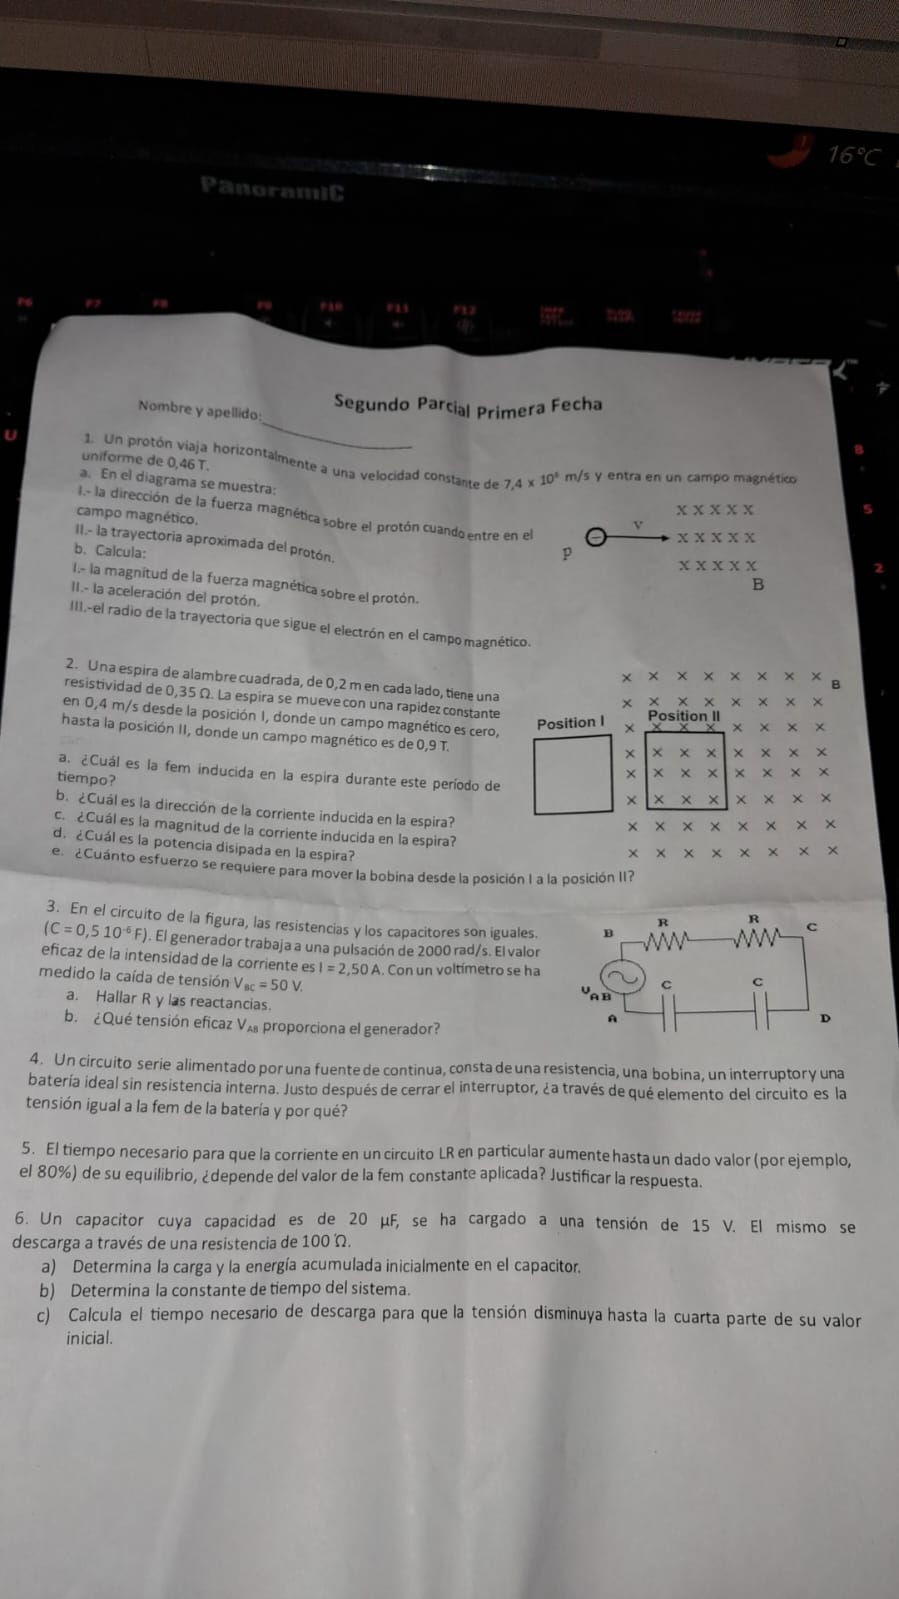 16°C
PanoramiC
F6 F7 F8 F9 F10 F11 F12
U
Segundo Parcial Primera Fecha
Nombre y apellido:
1. Un protón viaja horizontalmente a una velocidad constante de 7,4 x 10⁵ m/s y entra en un campo magnético
uniforme de 0,46 T.
a. En el diagrama se muestra:
I.- la dirección de la fuerza magnética sobre el protón cuando entre en el
campo magnético.
II.- la trayectoria aproximada del protón.
b. Calcula:
I.- la magnitud de la fuerza magnética sobre el protón.
II.- la aceleración del protón.
III.-el radio de la trayectoria que sigue el electrón en el campo magnético.
X X X X X
v
X X X X X
p
X X X X X
B
2. Una espira de alambre cuadrada, de 0,2 m en cada lado, tiene una
resistividad de 0,35 Ω. La espira se mueve con una rapidez constante
en 0,4 m/s desde la posición I, donde un campo magnético es cero,
hasta la posición II, donde un campo magnético es de 0,9 T.
a. ¿Cuál es la fem inducida en la espira durante este período de
tiempo?
b. ¿Cuál es la dirección de la corriente inducida en la espira?
c. ¿Cuál es la magnitud de la corriente inducida en la espira?
d. ¿Cuál es la potencia disipada en la espira?
e. ¿Cuánto esfuerzo se requiere para mover la bobina desde la posición I a la posición II?
B
Position I
Position II
3. En el circuito de la figura, las resistencias y los capacitores son iguales.
(C = 0,5 10⁻⁶ F). El generador trabaja a una pulsación de 2000 rad/s. El valor
eficaz de la intensidad de la corriente es I = 2,50 A. Con un voltímetro se ha
medido la caída de tensión VBC = 50 V.
a. Hallar R y las reactancias.
b. ¿Qué tensión eficaz VAB proporciona el generador?
B R R C
UAB
C C
A D
4. Un circuito serie alimentado por una fuente de continua, consta de una resistencia, una bobina, un interruptor y una
batería ideal sin resistencia interna. Justo después de cerrar el interruptor, ¿a través de qué elemento del circuito es la
tensión igual a la fem de la batería y por qué?
5. El tiempo necesario para que la corriente en un circuito LR en particular aumente hasta un dado valor (por ejemplo,
el 80%) de su equilibrio, ¿depende del valor de la fem constante aplicada? Justificar la respuesta.
6. Un capacitor cuya capacidad es de 20 µF, se ha cargado a una tensión de 15 V. El mismo se
descarga a través de una resistencia de 100 Ω.
a) Determina la carga y la energía acumulada inicialmente en el capacitor.
b) Determina la constante de tiempo del sistema.
c) Calcula el tiempo necesario de descarga para que la tensión disminuya hasta la cuarta parte de su valor
inicial.